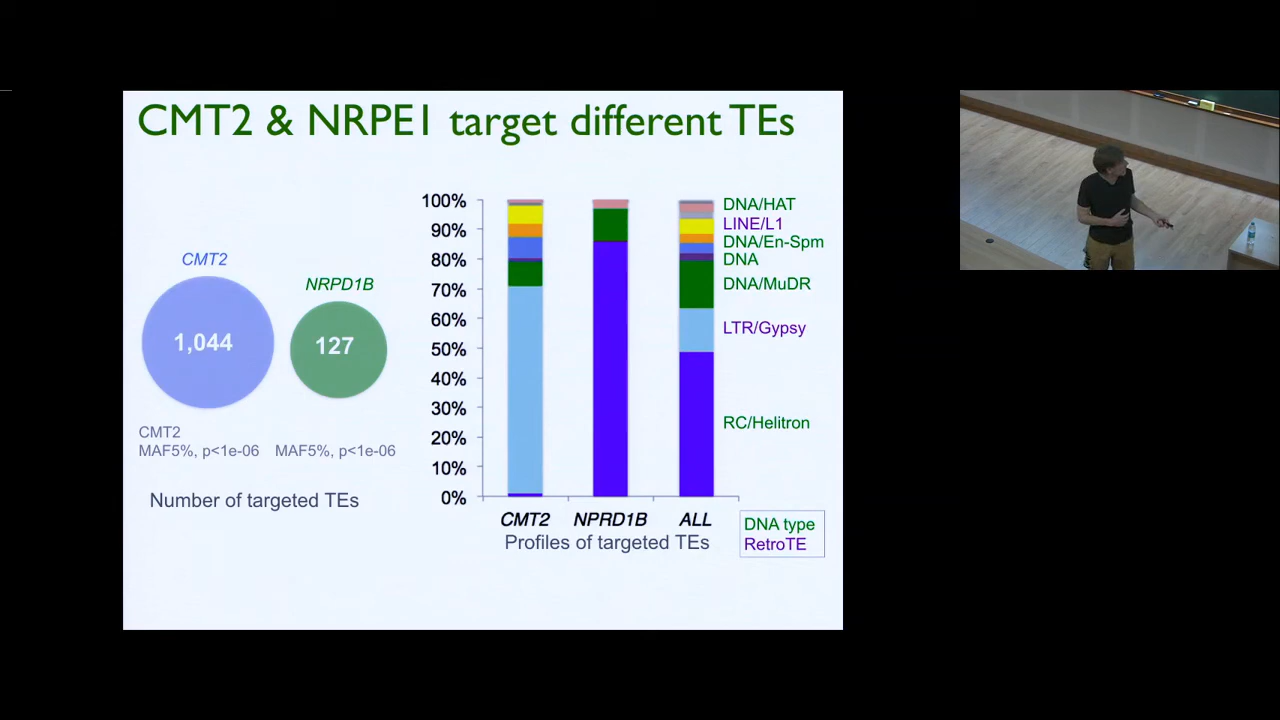 CMT2 & NRPE1 target different TEs
CMT2
NRPD1B
1,044
127
CMT2
MAF5%, p<1e-06
MAF5%, p<1e-06
Number of targeted TEs
100%
90%
80%
70%
60%
50%
40%
30%
20%
10%
0%
CMT2
NPRD1B
ALL
Profiles of targeted TEs
DNA/HAT
LINE/L1
DNA/En-Spm
DNA
DNA/MuDR
LTR/Gypsy
RC/Helitron
DNA type
RetroTE